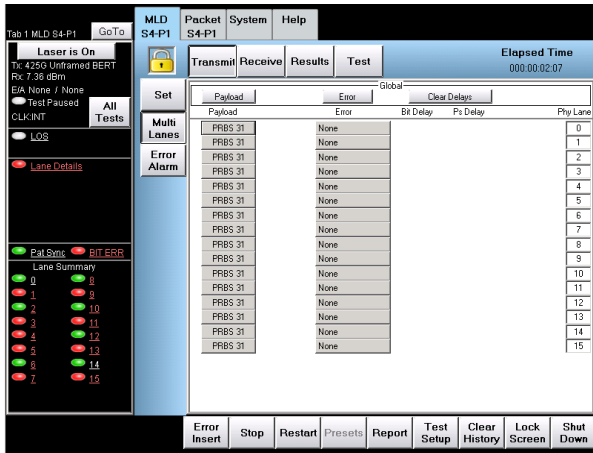 Tab 1 MLD S4-P1 GoTo
Laser is On
Tx: 425G Unframed BERT
Rx: 7.36 dBm
E/A None / None
Test Paused
CLK:INT
All Tests
LOS
Lane Details
Pat Sync BIT ERR
Lane Summary
0 8
1 9
2 10
3 11
4 12
5 13
6 14
7 15
MLD S4-P1
Packet S4-P1
System
Help
Transmit Receive Results Test
Elapsed Time
000:00:02:07
Set
Multi Lanes
Error Alarm
Global
Payload Error Clear Delays
Payload Error Bit Delay Ps Delay Phy Lane
PRBS 31 None 0
PRBS 31 None 1
PRBS 31 None 2
PRBS 31 None 3
PRBS 31 None 4
PRBS 31 None 5
PRBS 31 None 6
PRBS 31 None 7
PRBS 31 None 8
PRBS 31 None 9
PRBS 31 None 10
PRBS 31 None 11
PRBS 31 None 12
PRBS 31 None 13
PRBS 31 None 14
PRBS 31 None 15
Error Insert
Stop
Restart
Presets
Report
Test Setup
Clear History
Lock Screen
Shut Down